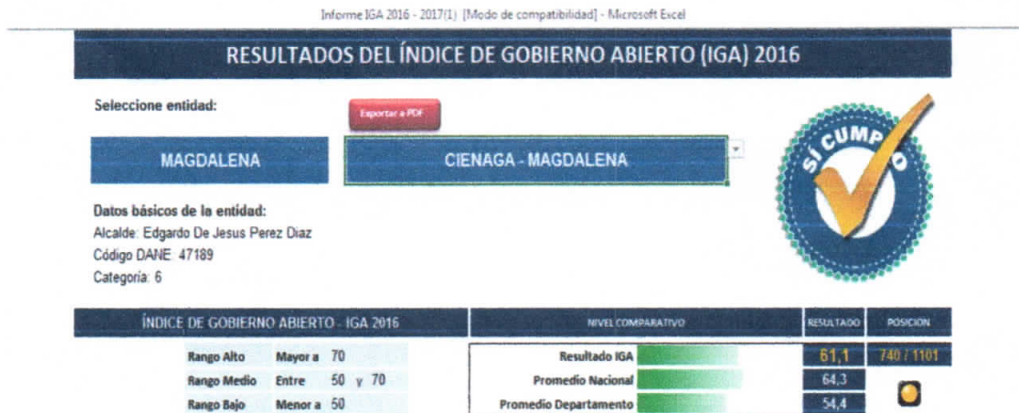 Informe IGA 2016 - 2017(1) [Modo de compatibilidad] - Microsoft Excel
RESULTADOS DEL ÍNDICE DE GOBIERNO ABIERTO (IGA) 2016
Seleccione entidad:
Exportar a PDF
MAGDALENA
CIENAGA - MAGDALENA
SÍ CUMPLO
Datos básicos de la entidad:
Alcalde: Edgardo De Jesus Perez Diaz
Código DANE: 47189
Categoría: 6
ÍNDICE DE GOBIERNO ABIERTO - IGA 2016
NIVEL COMPARATIVO RESULTADO POSICIÓN
Rango Alto Mayor a 70
Resultado IGA 61,1 740 / 1101
Rango Medio Entre 50 y 70
Promedio Nacional 64,3
Rango Bajo Menor a 50
Promedio Departamento 54,4